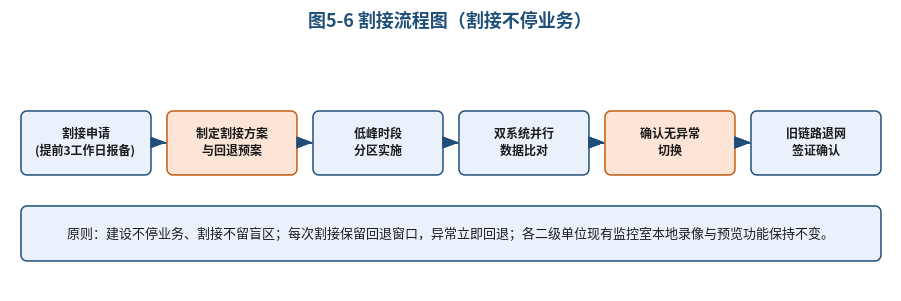 图5-6 割接流程图（割接不停业务）
割接申请
(提前3工作日报备)
制定割接方案
与回退预案
低峰时段
分区实施
双系统并行
数据比对
确认无异常
切换
旧链路退网
签证确认
原则：建设不停业务、割接不留盲区；每次割接保留回退窗口，异常立即回退；各二级单位现有监控室本地录像与预览功能保持不变。